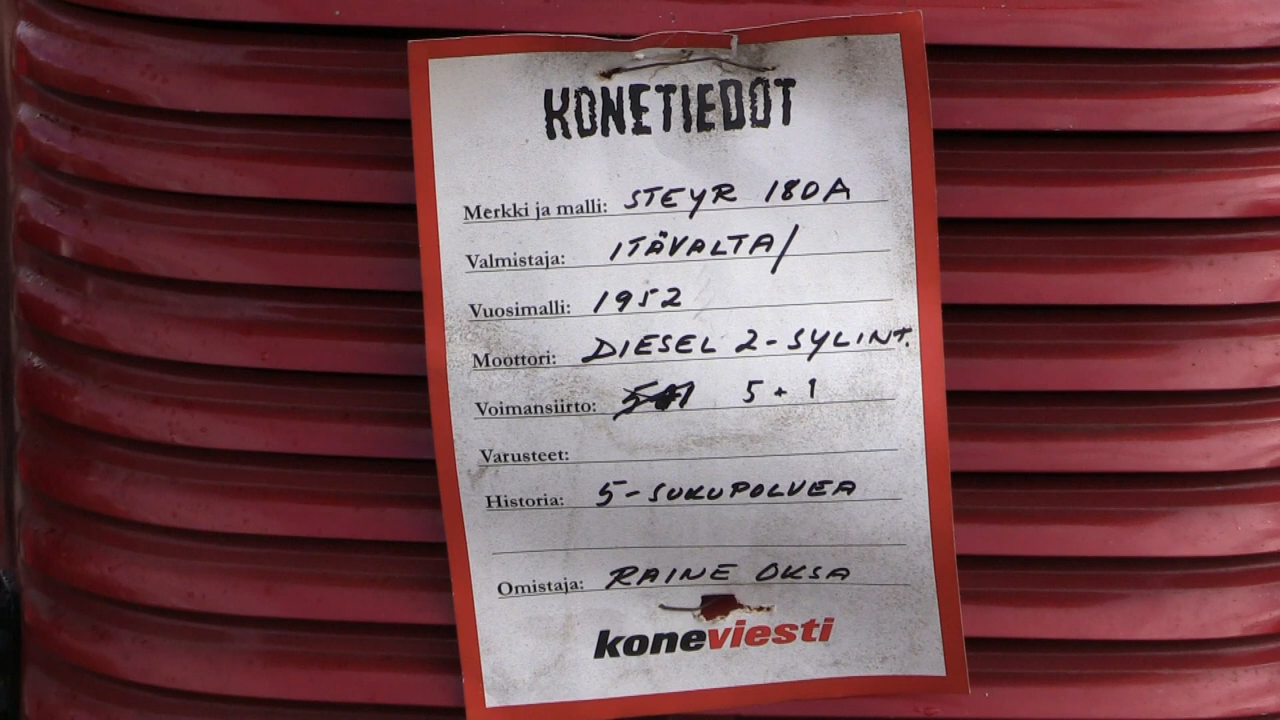 KONETIEDOT
Merkki ja malli: STEYR 180A
Valmistaja: ITÄVALTA/
Vuosimalli: 1952
Moottori: DIESEL 2-SYLINT.
Voimansiirto: 5 + 1
Varusteet:
Historia: 5-SUKUPOLVEA
Omistaja: RAINE OKSA
koneviesti